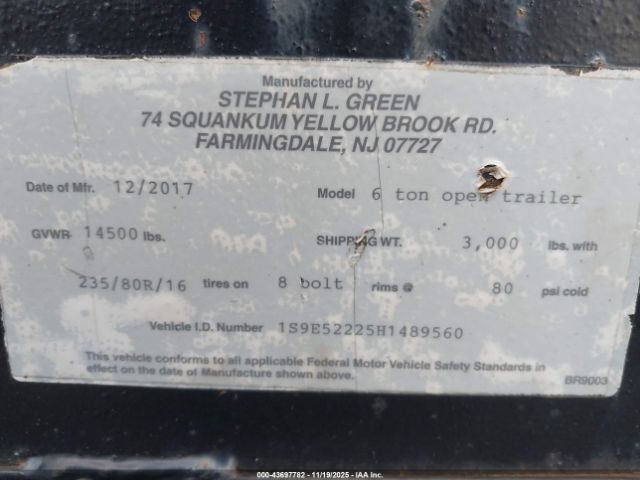 Manufactured by
STEPHAN L. GREEN
74 SQUANKUM YELLOW BROOK RD.
FARMINGDALE, NJ 07727
Date of Mfr. 12/2017 Model 6 ton open trailer
GVWR 14500 lbs. SHIPPING WT. 3,000 lbs. with
235/80R/16 tires on 8 bolt rims @ 80 psi cold
Vehicle I.D. Number 1S9E52225H1489560
This vehicle conforms to all applicable Federal Motor Vehicle Safety Standards in
effect on the date of Manufacture shown above.
BR9003
000-43697782 - 11/19/2025 - IAA Inc.